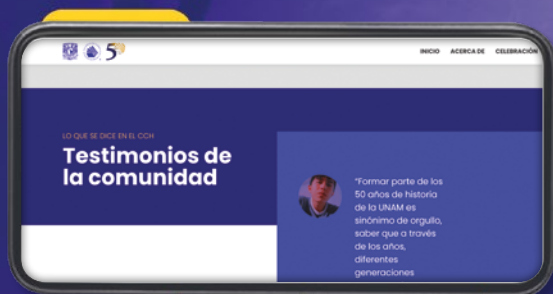 50
INICIO ACERCA DE CELEBRACIÓN
LO QUE SE DICE EN EL CCH
Testimonios de
la comunidad
"Formar parte de los
50 años de historia
de la UNAM es
sinónimo de orgullo,
saber que a través
de los años,
diferentes
generaciones